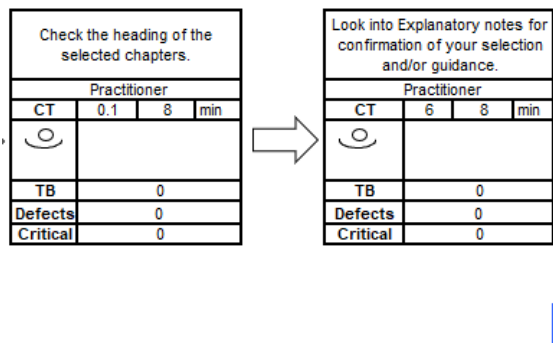 Check the heading of the
selected chapters.
Practitioner
CT 0.1 8 min
TB 0
Defects 0
Critical 0
Look into Explanatory notes for
confirmation of your selection
and/or guidance.
Practitioner
CT 6 8 min
TB 0
Defects 0
Critical 0